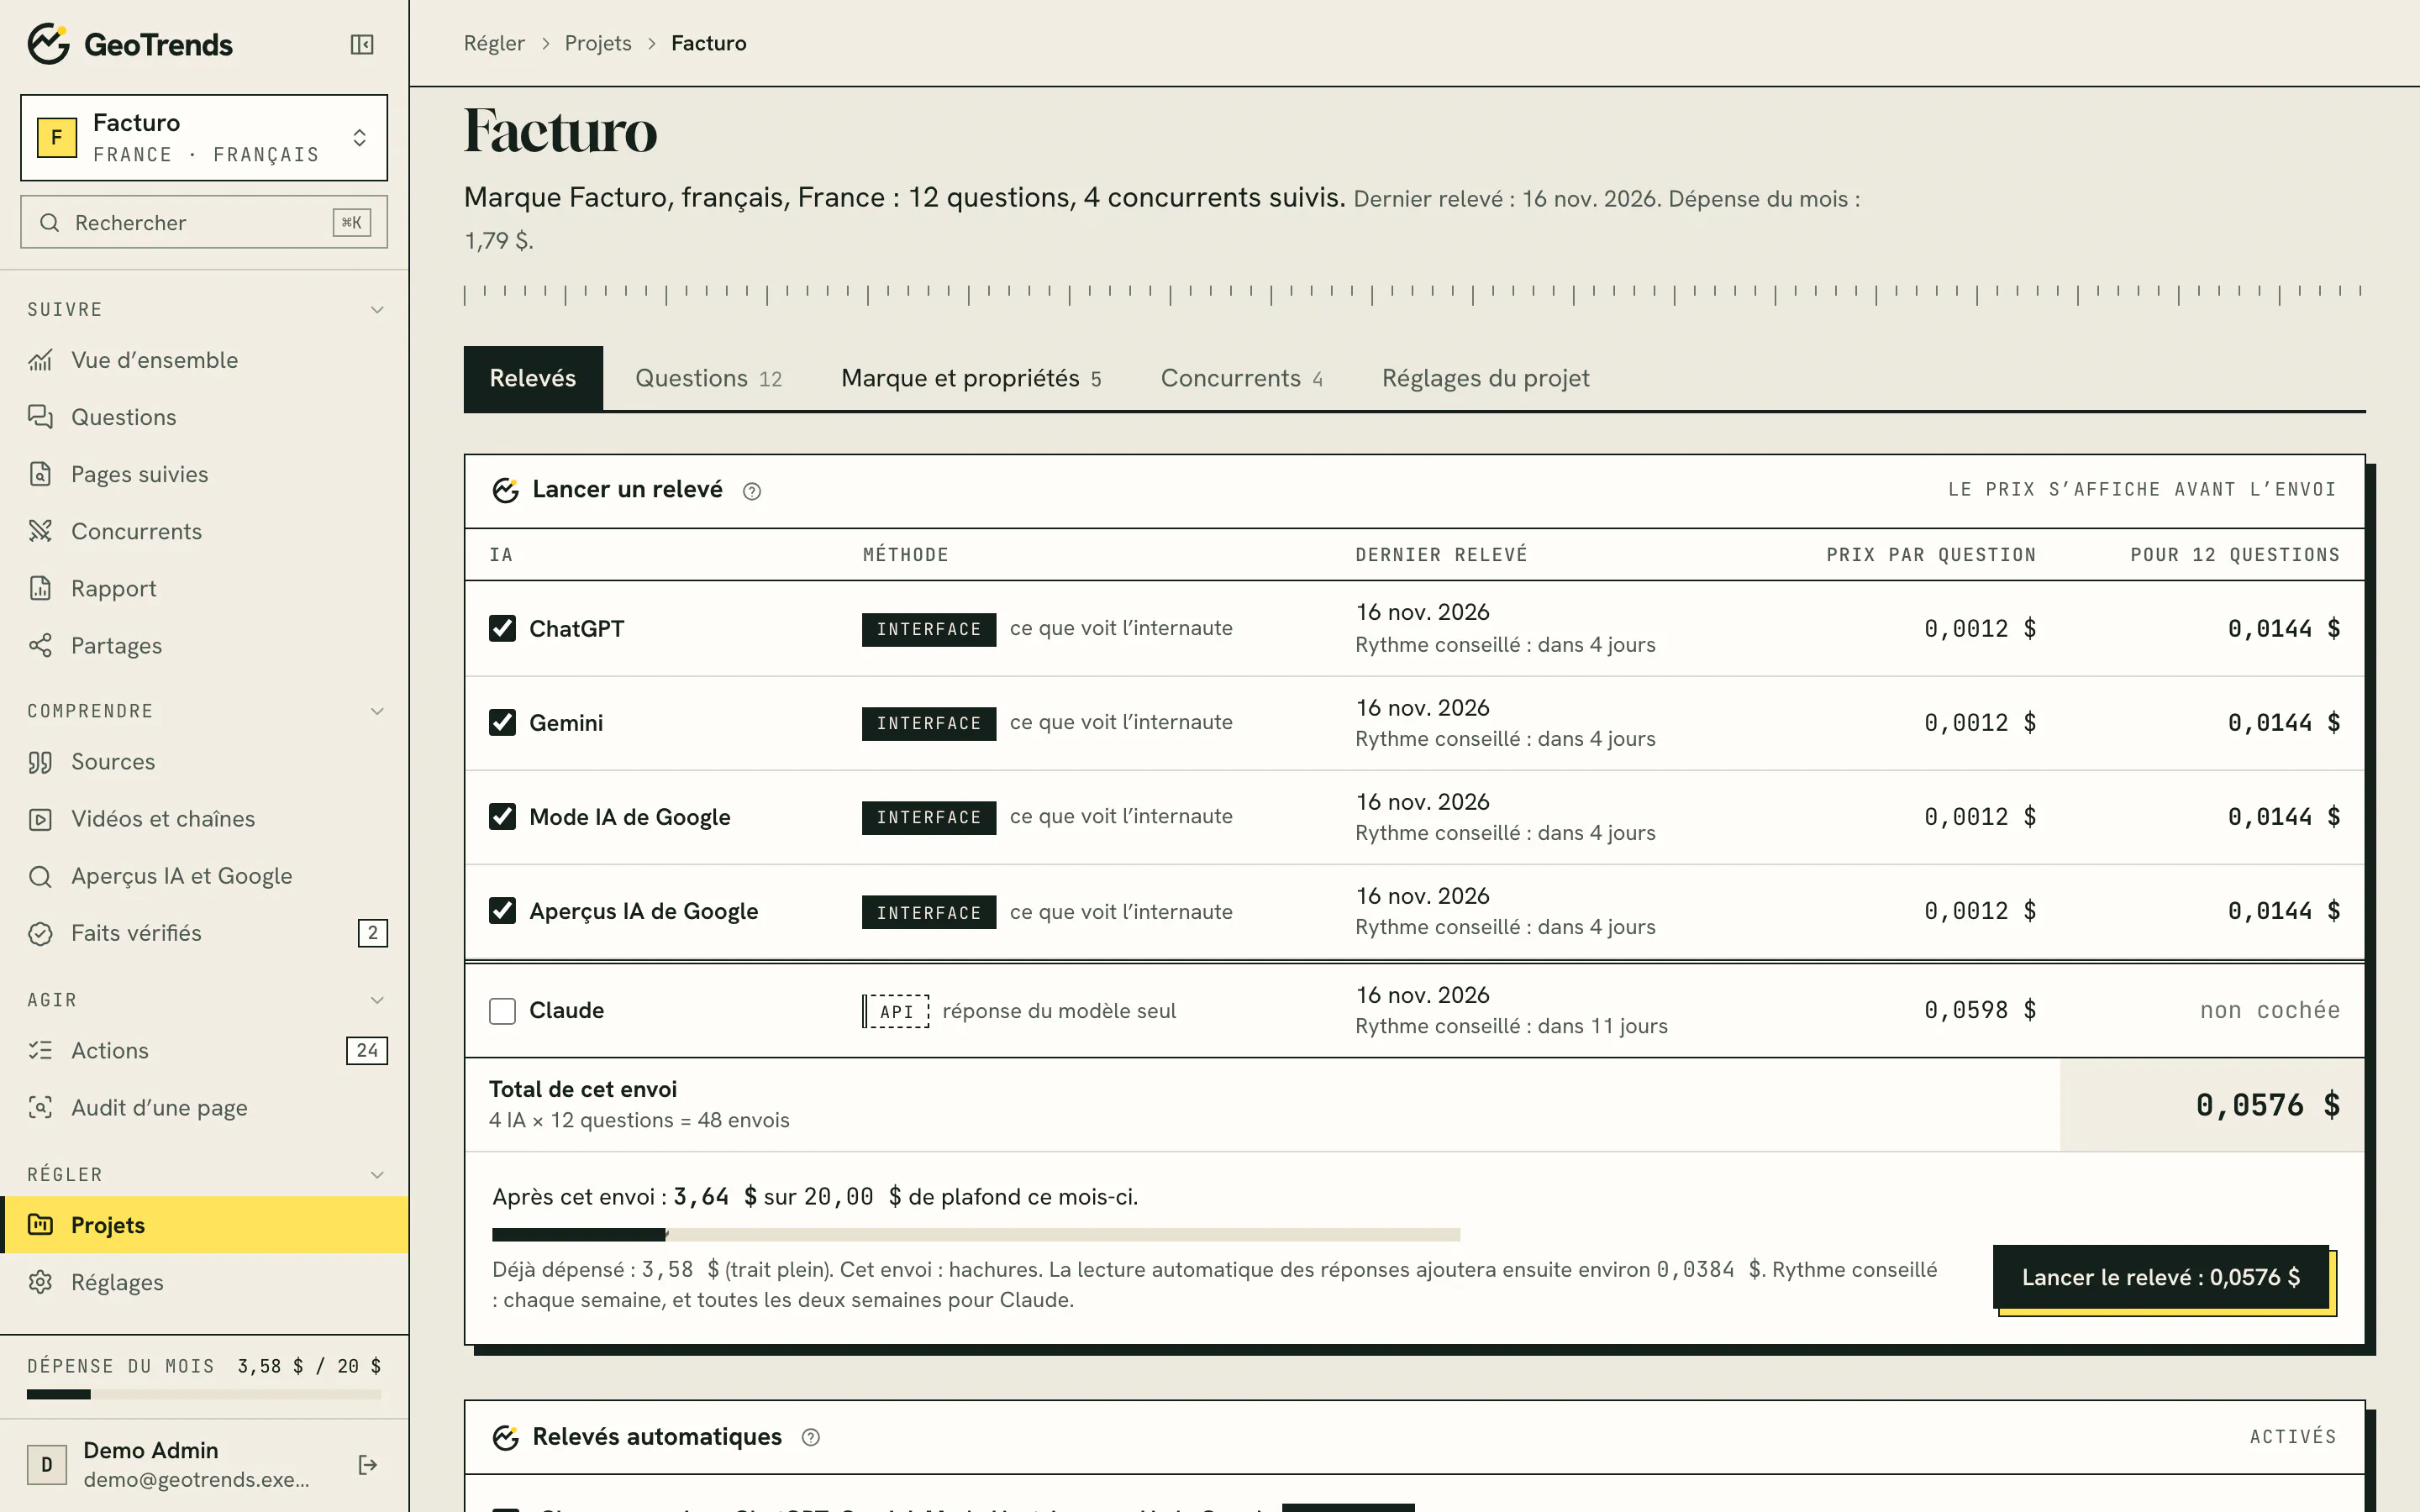 GeoTrends
F
Facturo
FRANCE · FRANÇAIS
Rechercher
⌘K
SUIVRE
Vue d’ensemble
Questions
Pages suivies
Concurrents
Rapport
Partages
COMPRENDRE
Sources
Vidéos et chaînes
Aperçus IA et Google
Faits vérifiés 2
AGIR
Actions 24
Audit d’une page
RÉGLER
Projets
Réglages
DÉPENSE DU MOIS 3,58 $ / 20 $
D
Demo Admin
demo@geotrends.exe...
Régler > Projets > Facturo
Facturo
Marque Facturo, français, France : 12 questions, 4 concurrents suivis. Dernier relevé : 16 nov. 2026. Dépense du mois :
1,79 $.
Relevés Questions 12 Marque et propriétés 5 Concurrents 4 Réglages du projet
Lancer un relevé ? LE PRIX S’AFFICHE AVANT L’ENVOI
IA MÉTHODE DERNIER RELEVÉ PRIX PAR QUESTION POUR 12 QUESTIONS
ChatGPT INTERFACE ce que voit l’internaute 16 nov. 2026 0,0012 $ 0,0144 $
Rythme conseillé : dans 4 jours
Gemini INTERFACE ce que voit l’internaute 16 nov. 2026 0,0012 $ 0,0144 $
Rythme conseillé : dans 4 jours
Mode IA de Google INTERFACE ce que voit l’internaute 16 nov. 2026 0,0012 $ 0,0144 $
Rythme conseillé : dans 4 jours
Aperçus IA de Google INTERFACE ce que voit l’internaute 16 nov. 2026 0,0012 $ 0,0144 $
Rythme conseillé : dans 4 jours
Claude API réponse du modèle seul 16 nov. 2026 0,0598 $ non cochée
Rythme conseillé : dans 11 jours
Total de cet envoi
4 IA × 12 questions = 48 envois
0,0576 $
Après cet envoi : 3,64 $ sur 20,00 $ de plafond ce mois-ci.
Déjà dépensé : 3,58 $ (trait plein). Cet envoi : hachures. La lecture automatique des réponses ajoutera ensuite environ 0,0384 $. Rythme conseillé
: chaque semaine, et toutes les deux semaines pour Claude.
Lancer le relevé : 0,0576 $
Relevés automatiques ? ACTIVÉS